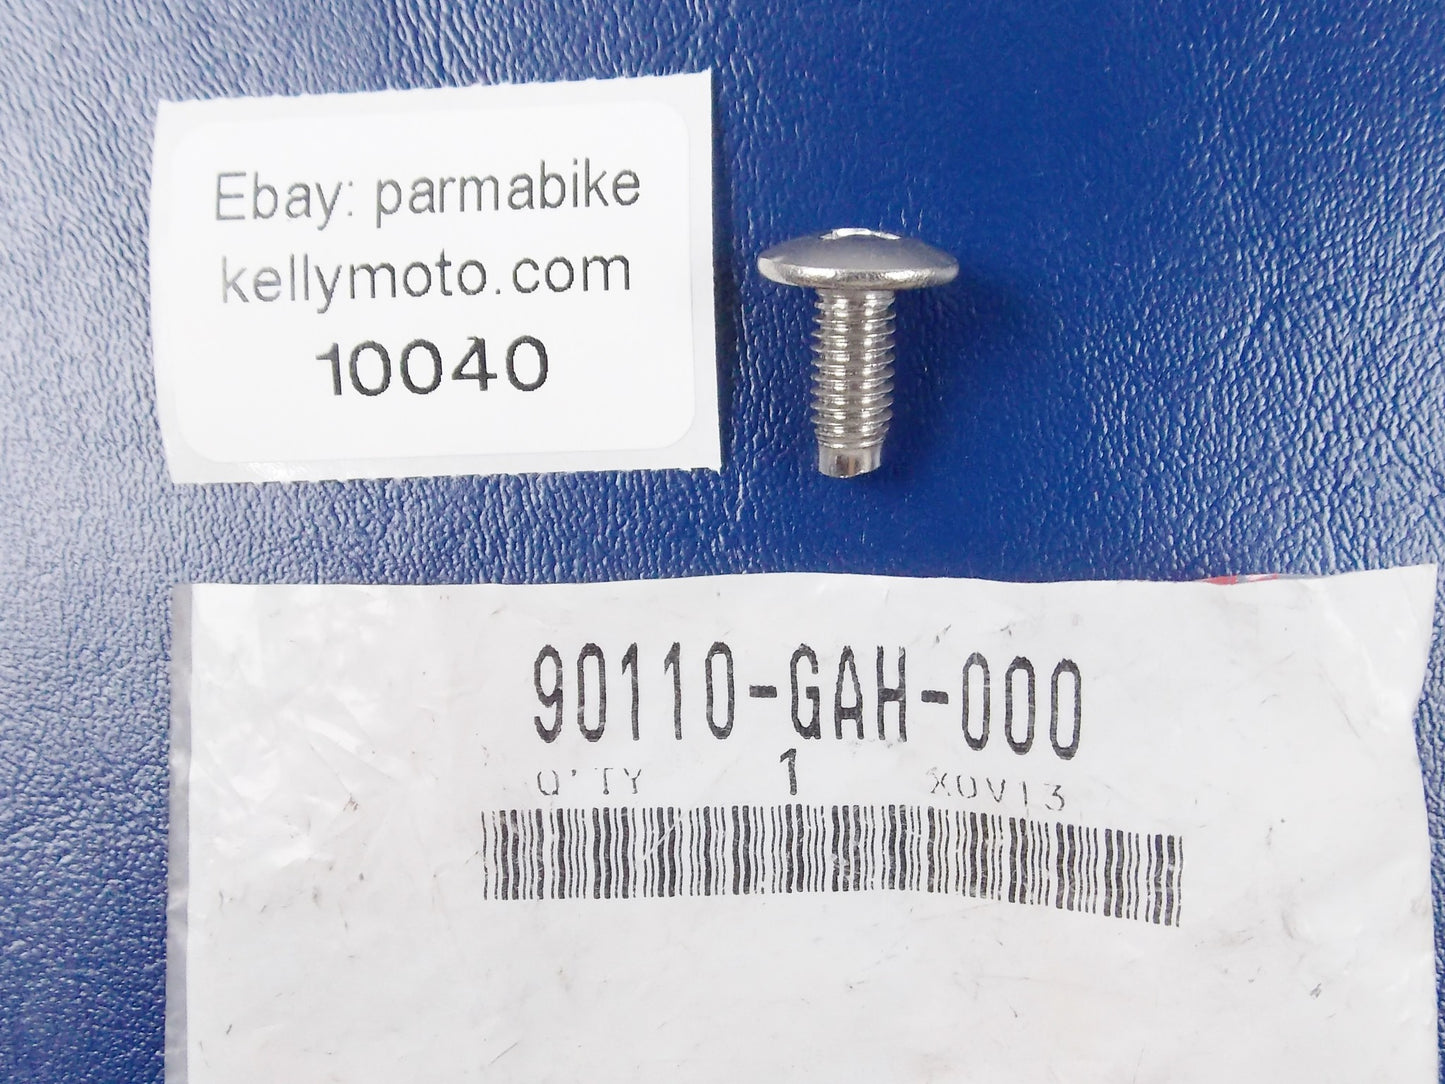 Ebay: parmabike
kellymoto.com
10040
90110-GAH-000
Q'TY 1 X0V13